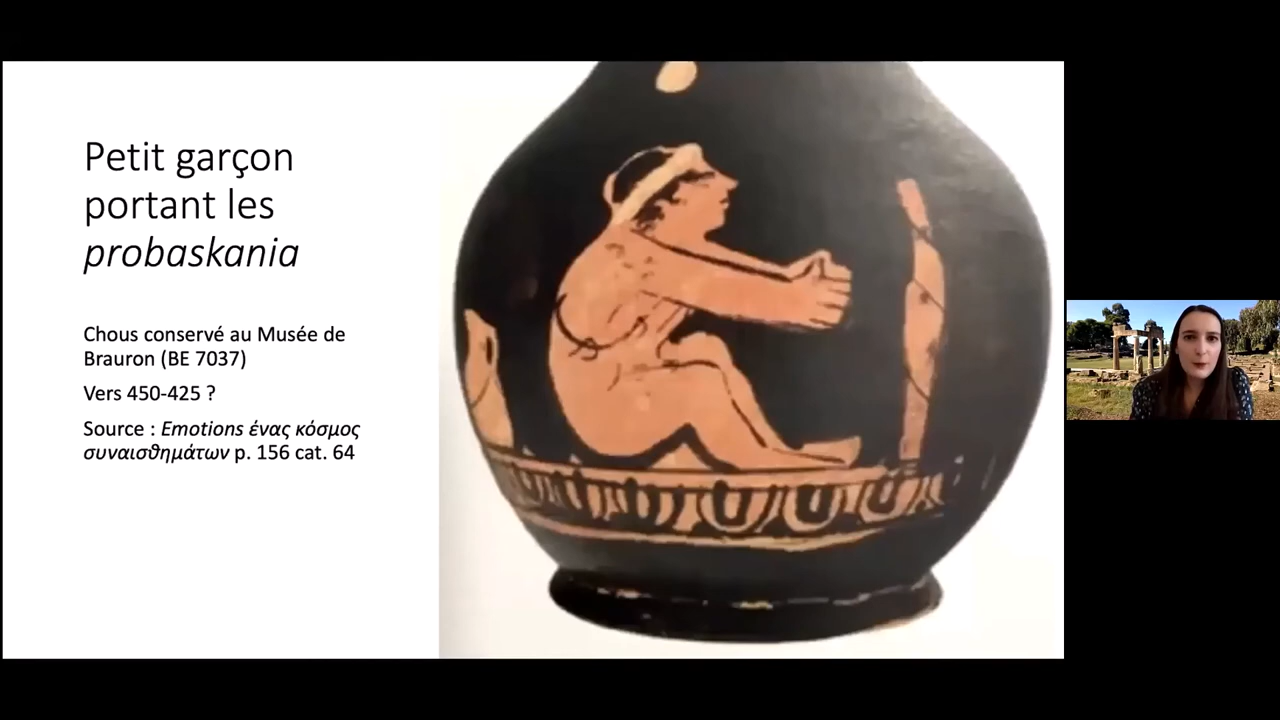 Petit garçon
portant les
probaskania
Chous conservé au Musée de
Brauron (BE 7037)
Vers 450-425 ?
Source : Emotions ένας κόσμος
συναισθημάτων p. 156 cat. 64